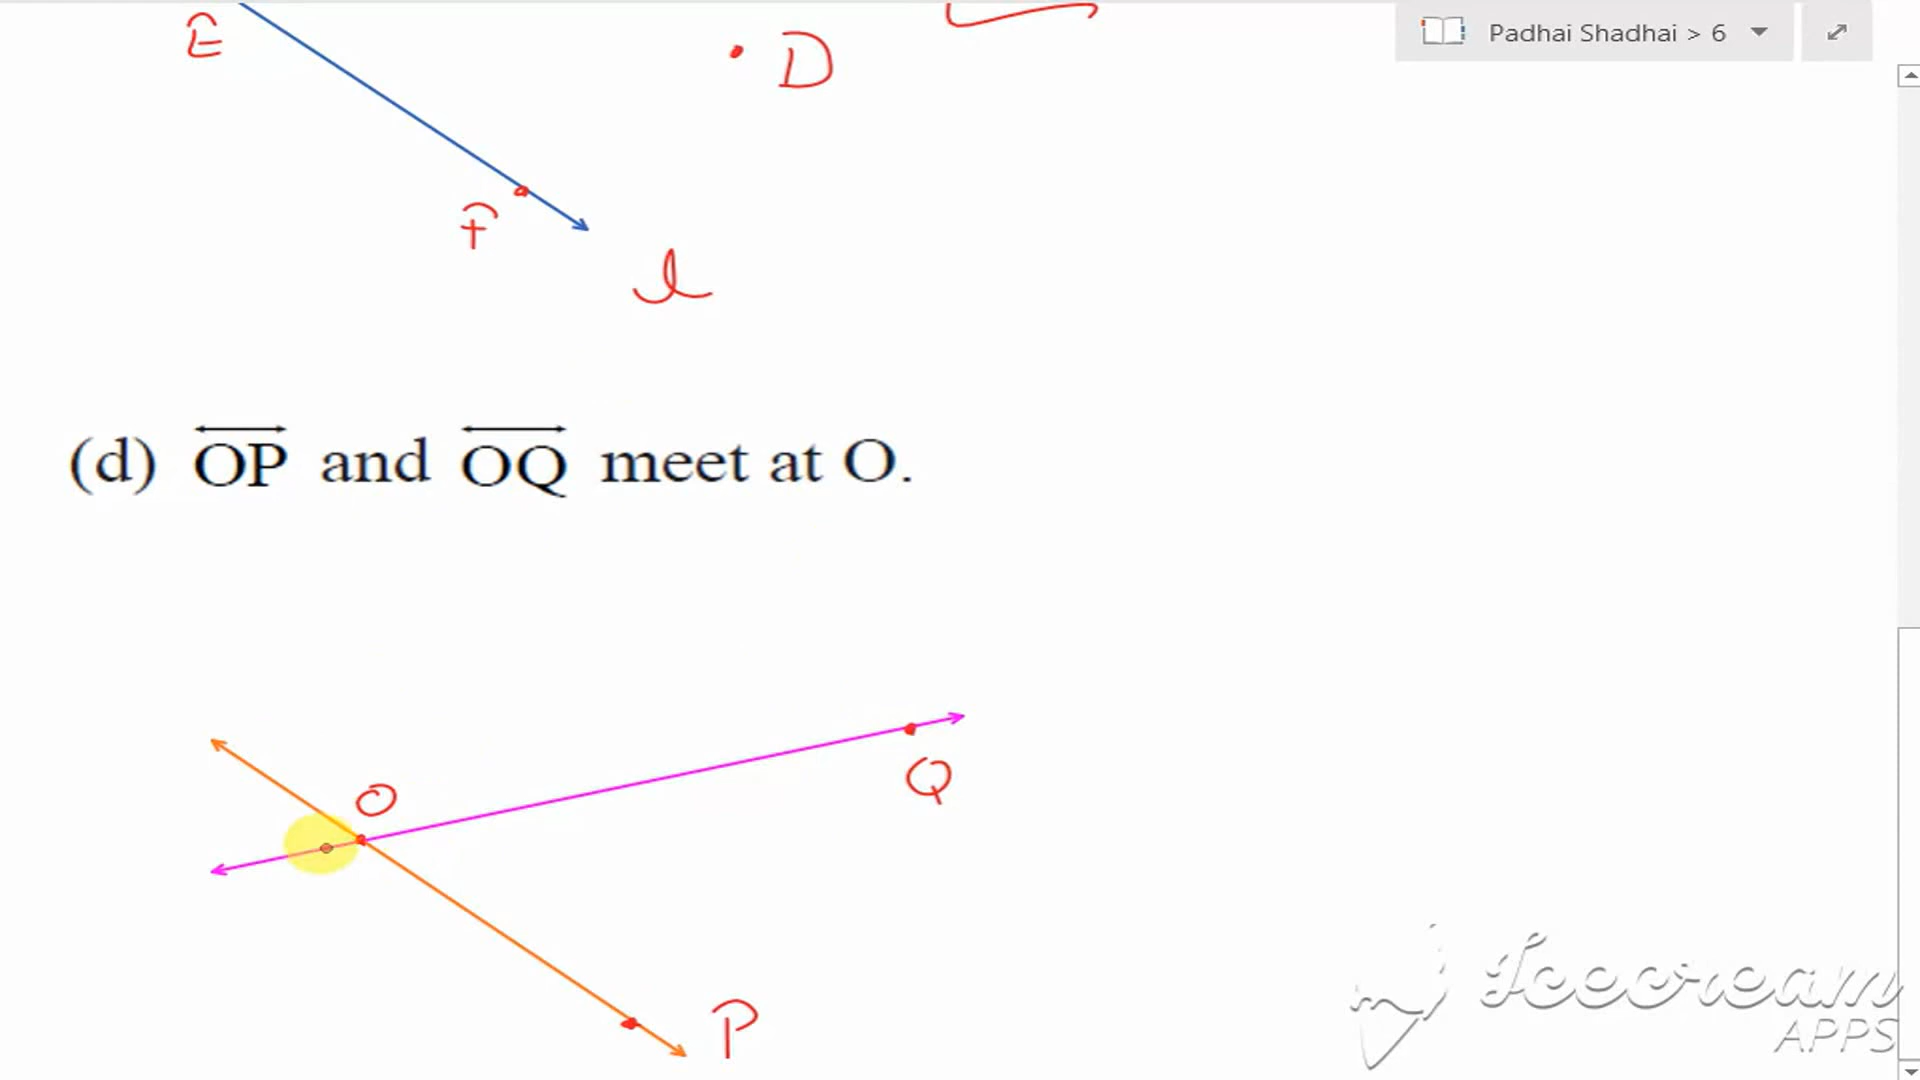 Padhai Shadhai > 6
E
D
F
l
(d) OP and OQ meet at O.
Q
O
P
Icecream
APPS